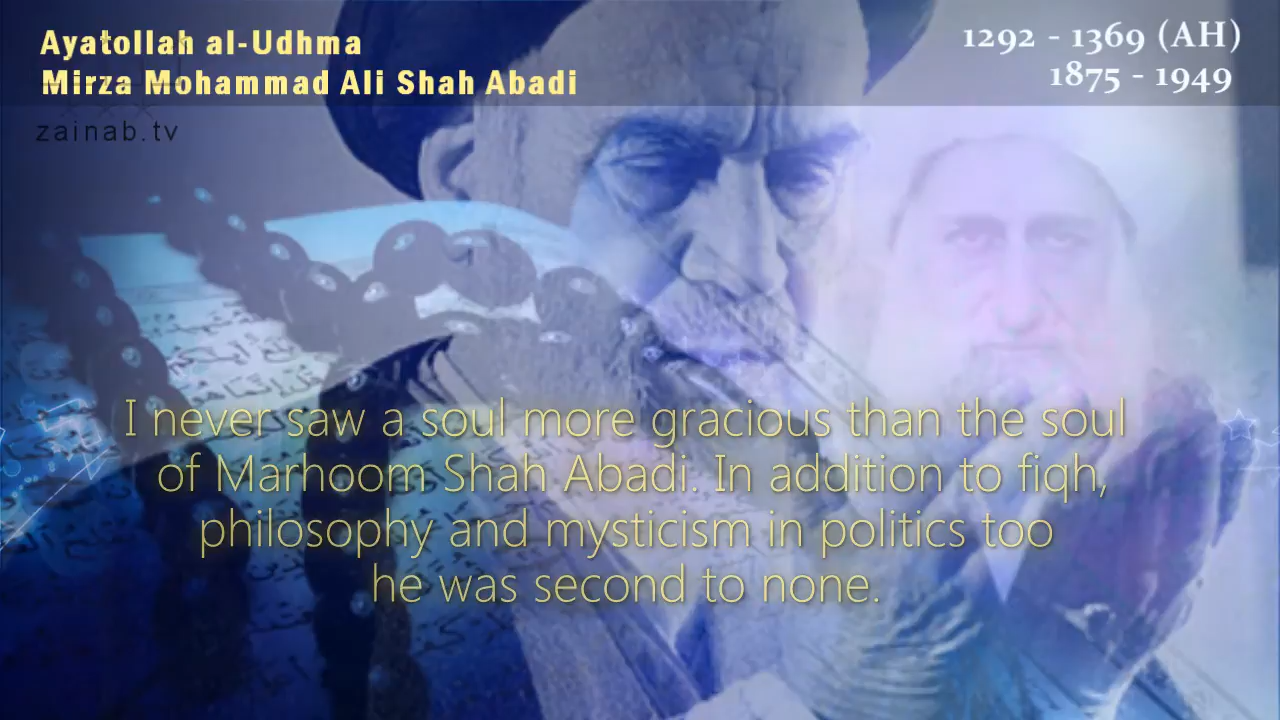 Ayatollah al-Udhma
Mirza Mohammad Ali Shah Abadi
1292 - 1369 (AH)
1875 - 1949
zainab.tv
I never saw a soul more gracious than the soul
of Marhoom Shah Abadi. In addition to fiqh,
philosophy and mysticism in politics too
he was second to none.